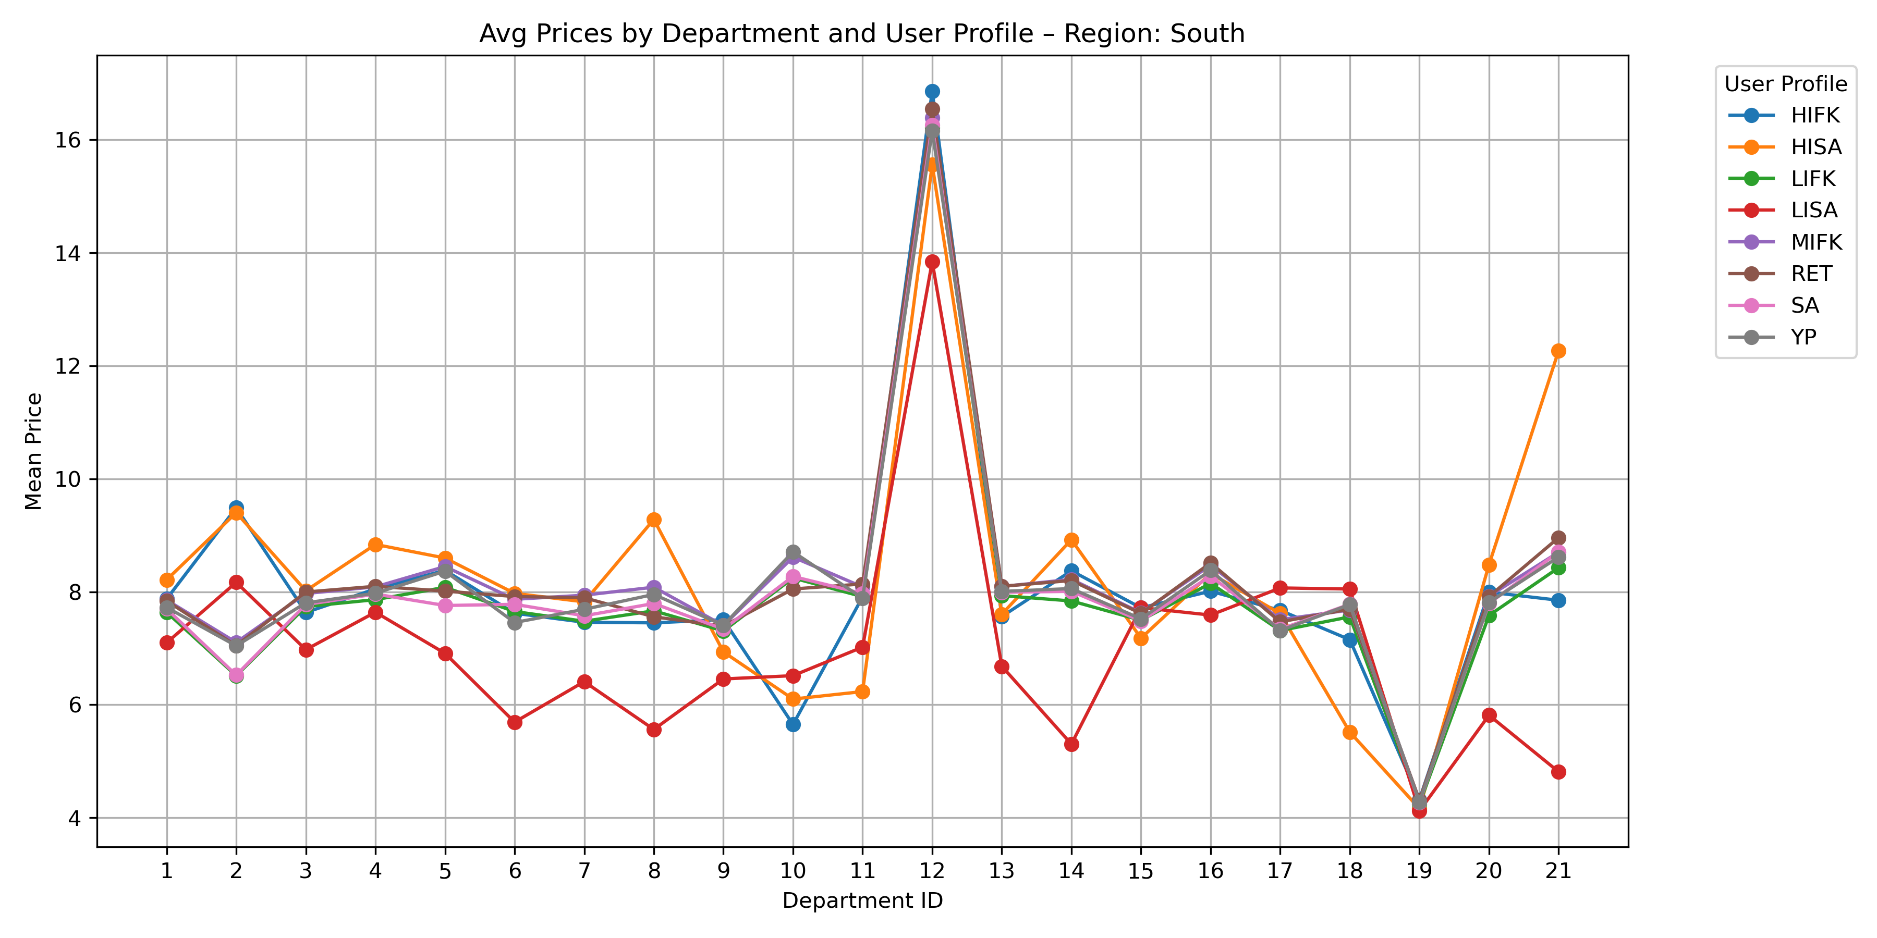 Avg Prices by Department and User Profile – Region: South
User Profile
HIFK
HISA
LIFK
LISA
MIFK
RET
SA
YP
Mean Price
16
14
12
10
8
6
4
1 2 3 4 5 6 7 8 9 10 11 12 13 14 15 16 17 18 19 20 21
Department ID